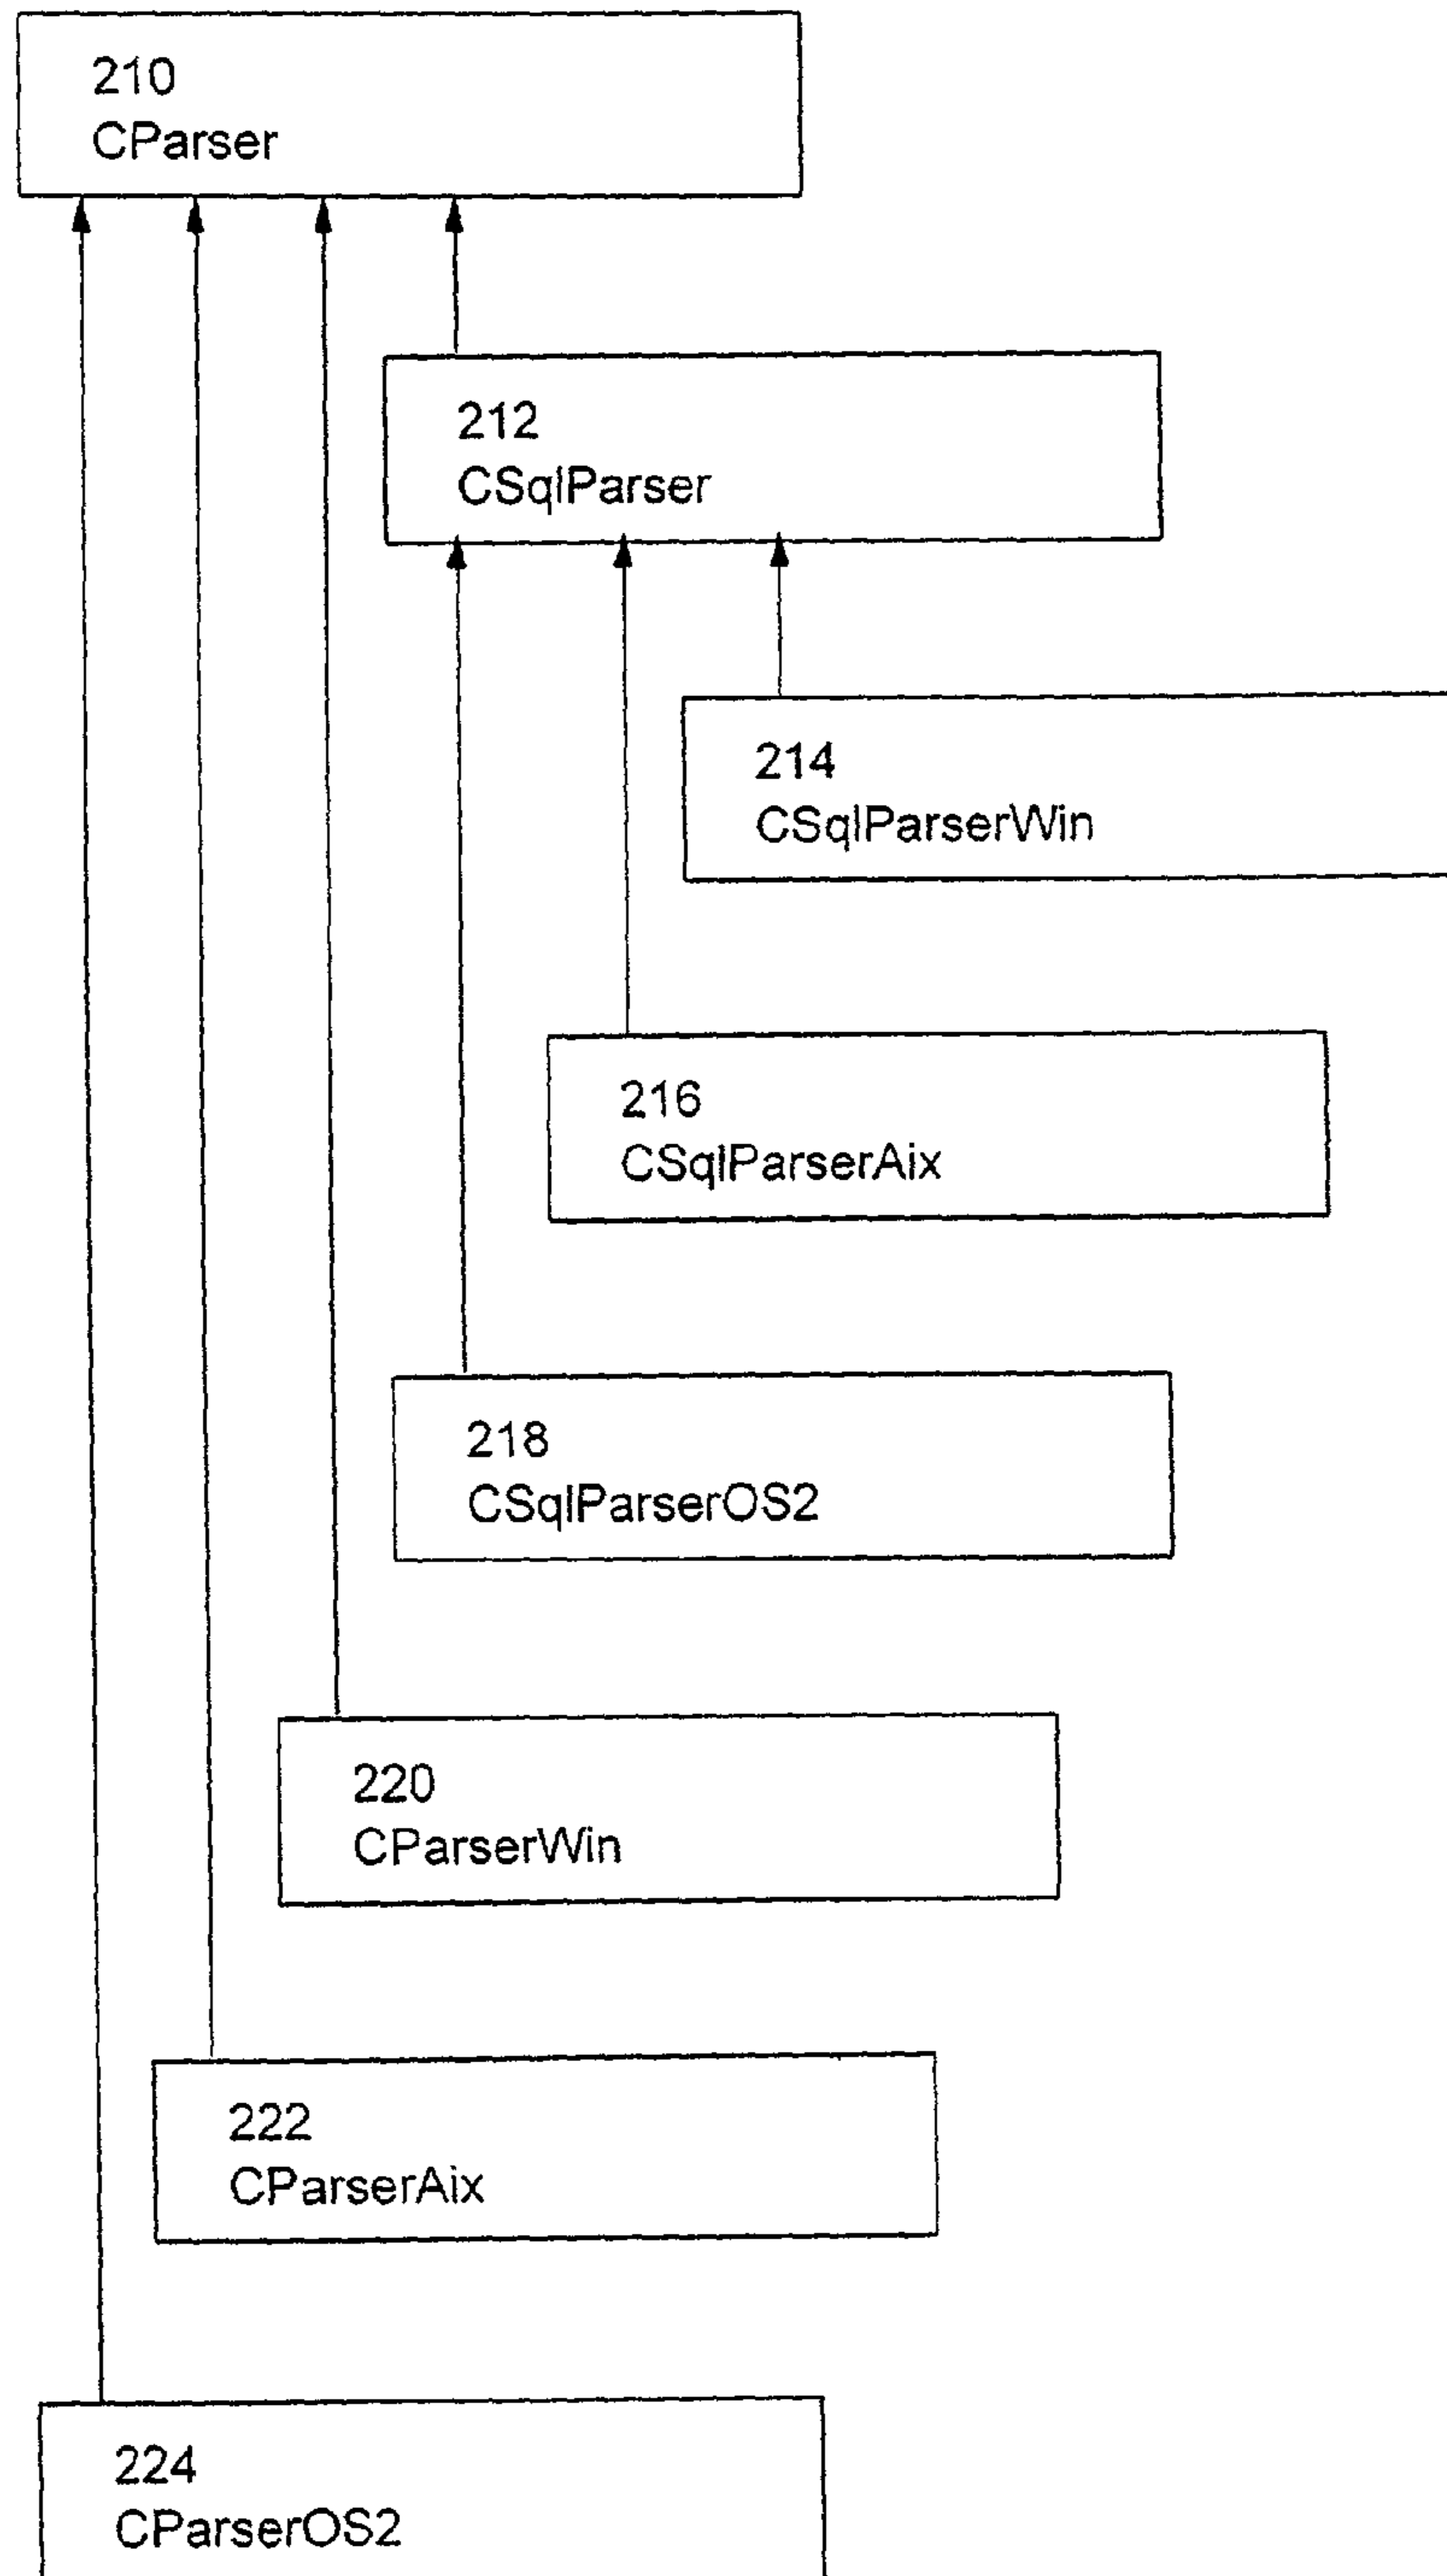 210
CParser
212
CSqlParser
214
CSqlParserWin
216
CSqlParserAix
218
CSqlParserOS2
220
CParserWin
222
CParserAix
224
CParserOS2